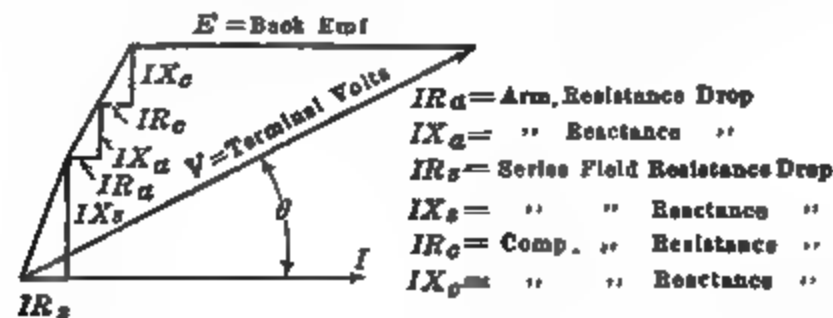 E = Back Emf
IXc
IRc
IXa
IRa
IXs
IRs
V = Terminal Volts
θ
I
IRa = Arm, Resistance Drop
IXa = " Reactance "
IRs = Series Field Resistance Drop
IXs = " " Reactance "
IRc = Comp. " Resistance "
IXc = " " Reactance "